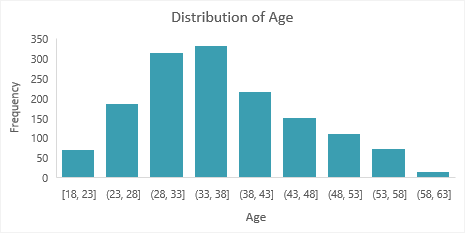 Distribution of Age
Frequency
350
300
250
200
150
100
50
0
[18, 23] (23, 28] (28, 33] (33, 38] (38, 43] (43, 48] (48, 53] (53, 58] (58, 63]
Age